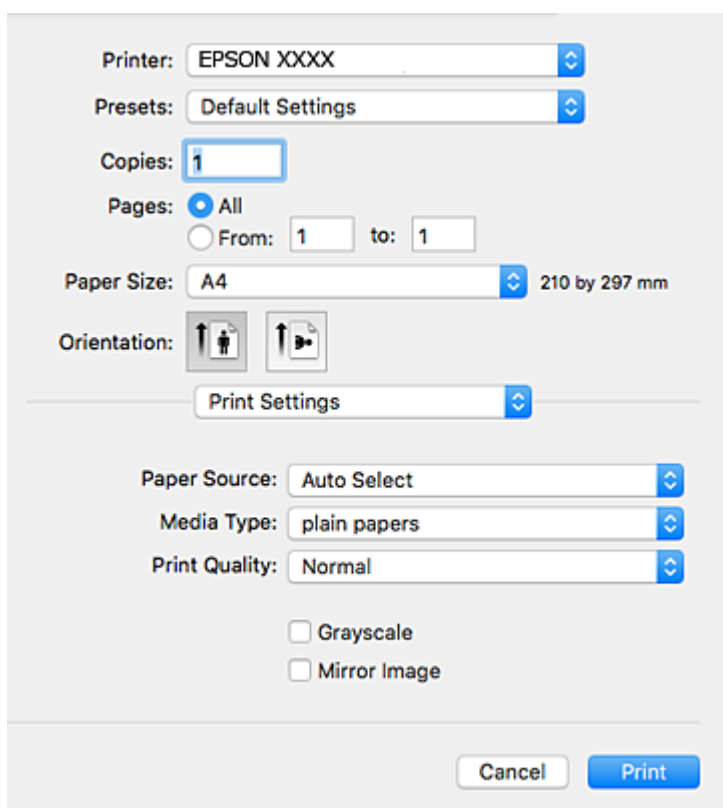 Printer: EPSON XXXX
Presets: Default Settings
Copies: 1
Pages: All
From: 1 to: 1
Paper Size: A4 210 by 297 mm
Orientation:
Print Settings
Paper Source: Auto Select
Media Type: plain papers
Print Quality: Normal
Grayscale
Mirror Image
Cancel Print